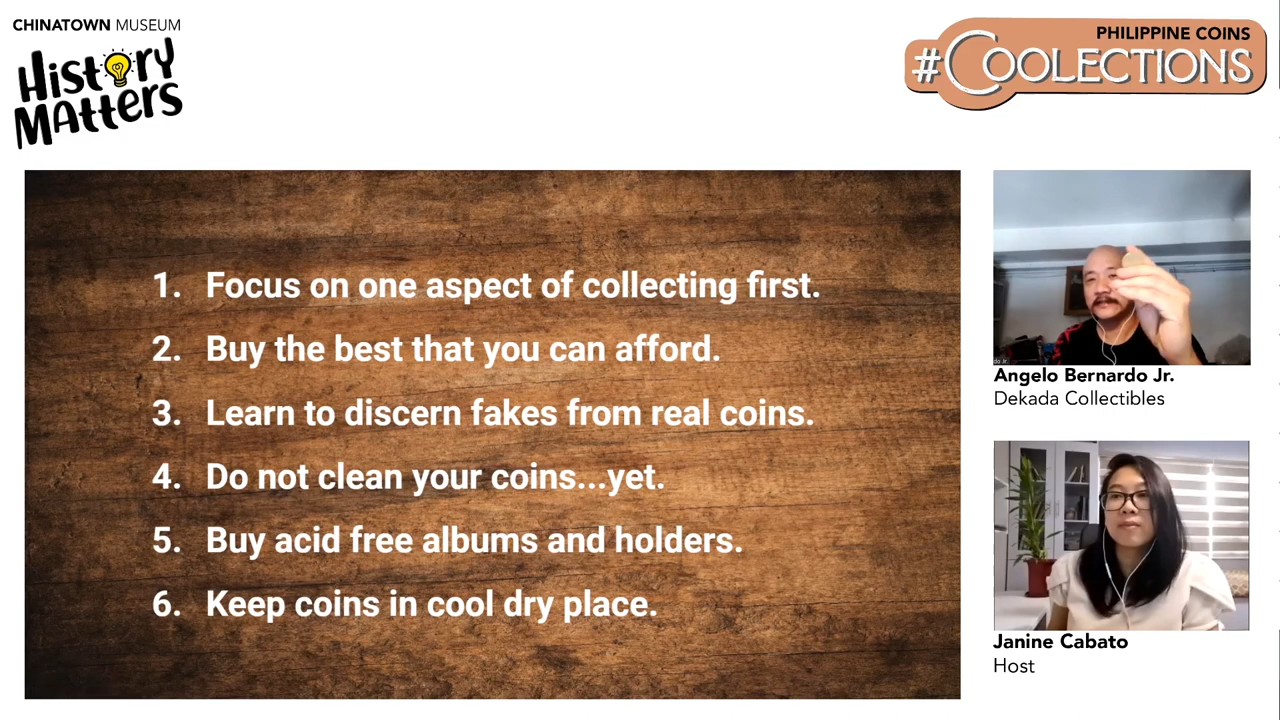 CHINATOWN MUSEUM
History
Matters
PHILIPPINE COINS
#COOLECTIONS
1. Focus on one aspect of collecting first.
2. Buy the best that you can afford.
3. Learn to discern fakes from real coins.
4. Do not clean your coins...yet.
5. Buy acid free albums and holders.
6. Keep coins in cool dry place.
Angelo Bernardo Jr.
Dekada Collectibles
Janine Cabato
Host